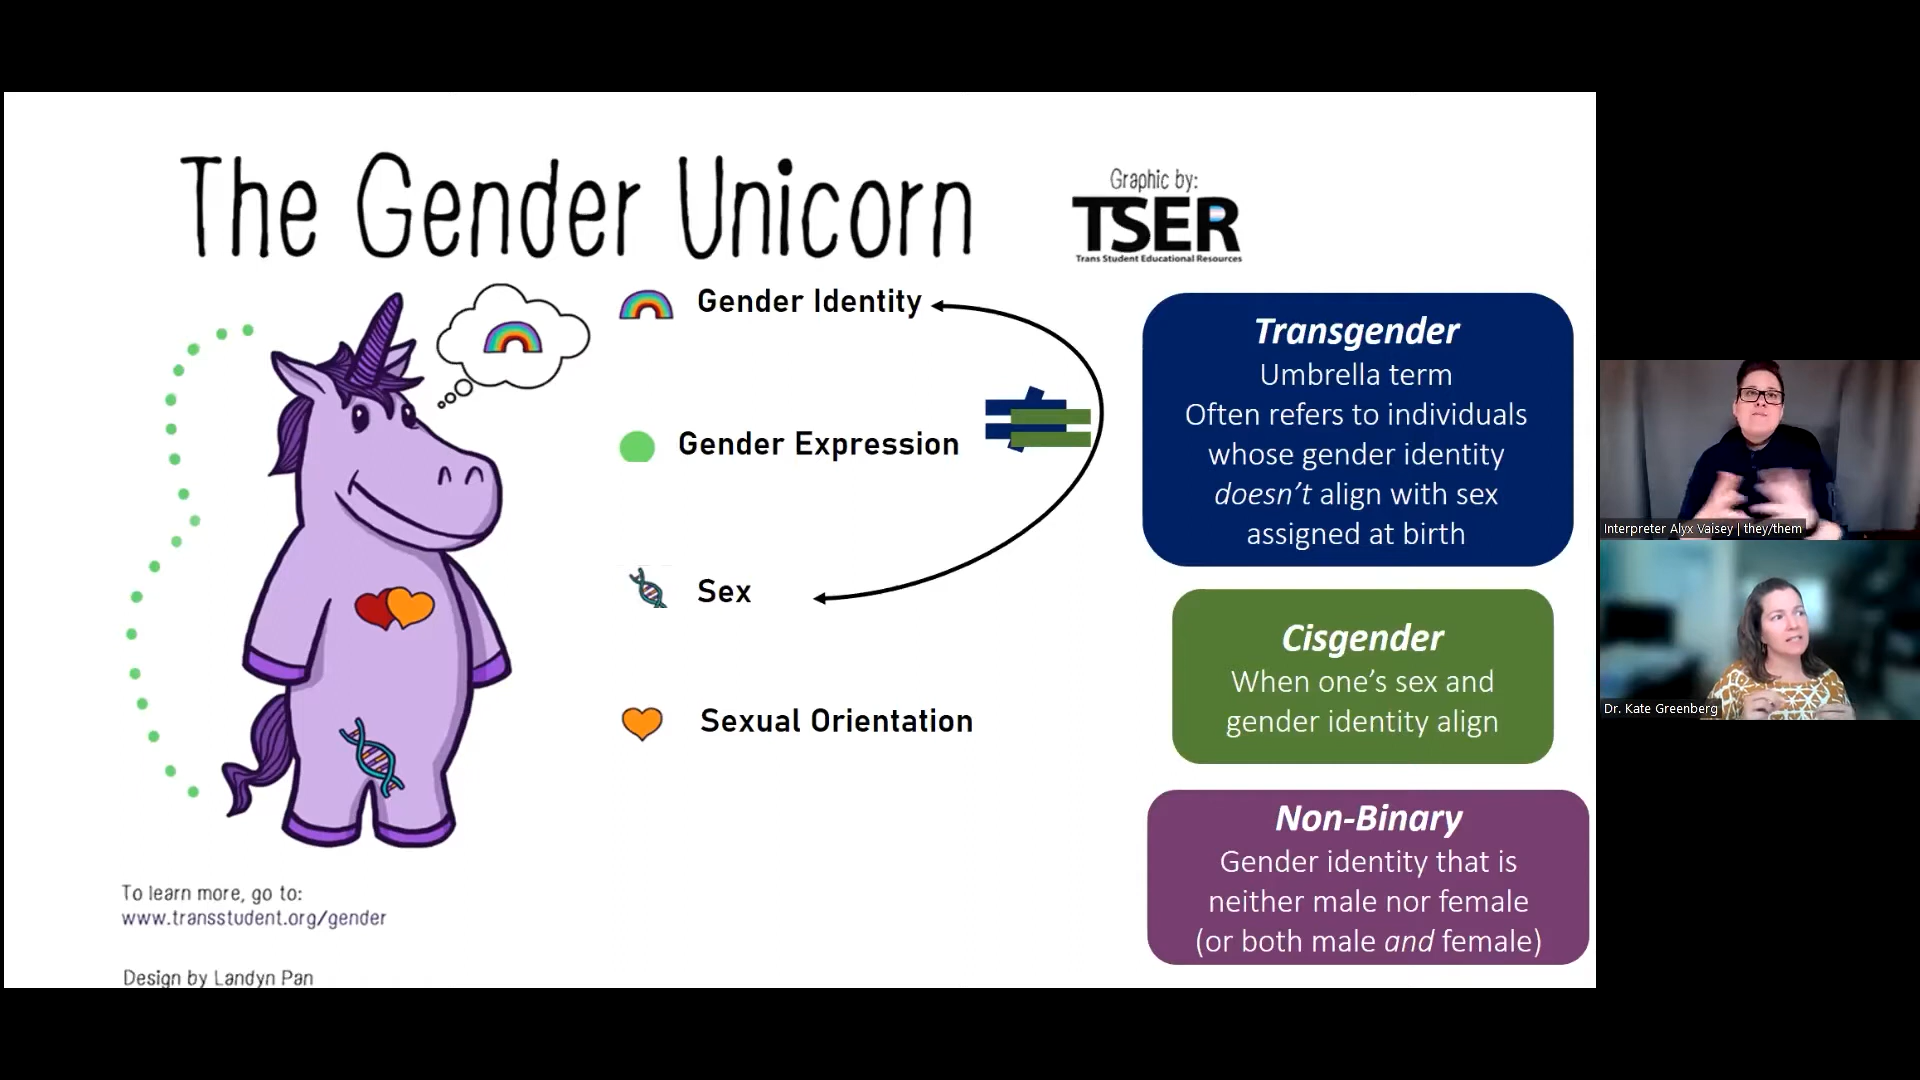 The Gender Unicorn
Graphic by:
TSER
Trans Student Educational Resources
Gender Identity
Gender Expression
Sex
Sexual Orientation
To learn more, go to:
www.transstudent.org/gender
Design by Landyn Pan
Transgender
Umbrella term
Often refers to individuals
whose gender identity
doesn't align with sex
assigned at birth
Cisgender
When one's sex and
gender identity align
Non-Binary
Gender identity that is
neither male nor female
(or both male and female)
Interpreter Alyx Vaisey | they/them
Dr. Kate Greenberg